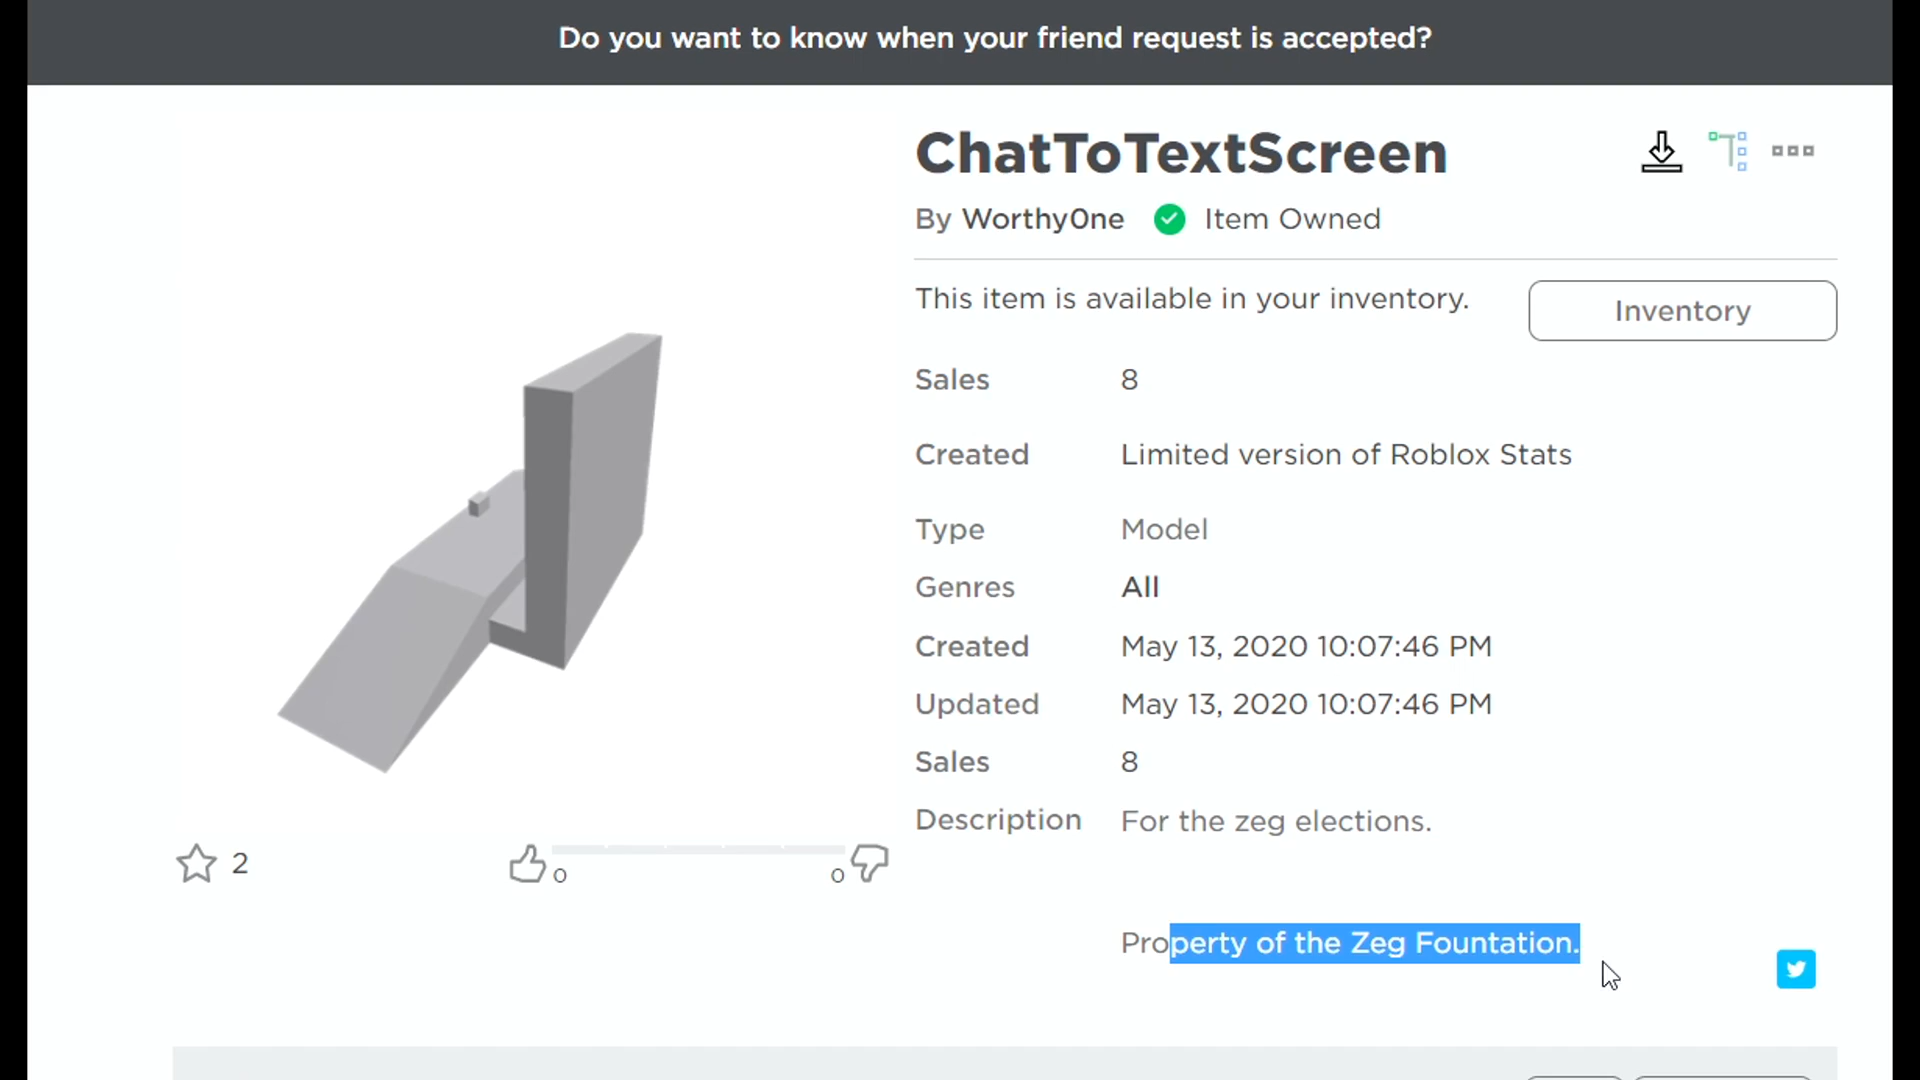 Do you want to know when your friend request is accepted?
ChatToTextScreen
By WorthyOne Item Owned
This item is available in your inventory.
Inventory
Sales 8
Created Limited version of Roblox Stats
Type Model
Genres All
Created May 13, 2020 10:07:46 PM
Updated May 13, 2020 10:07:46 PM
Sales 8
Description For the zeg elections.
2
0
0
Property of the Zeg Fountation.